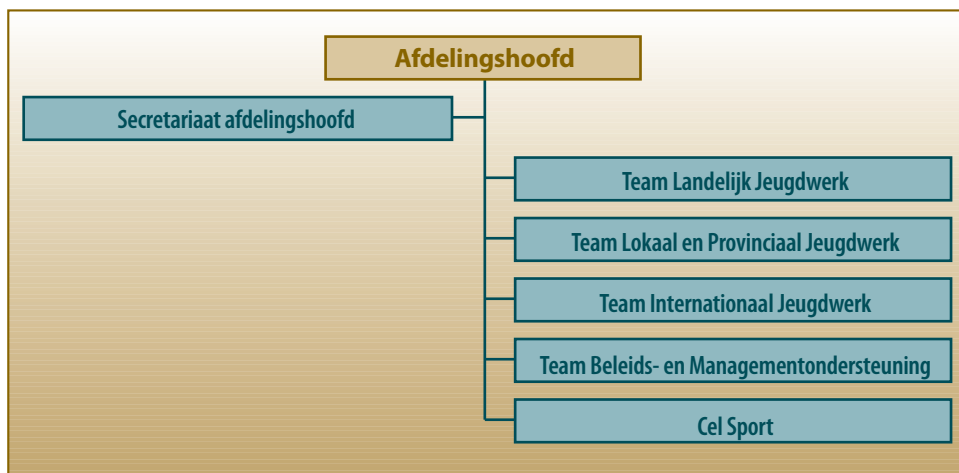 Afdelingshoofd
Secretariaat afdelingshoofd
Team Landelijk Jeugdwerk
Team Lokaal en Provinciaal Jeugdwerk
Team Internationaal Jeugdwerk
Team Beleids- en Managementondersteuning
Cel Sport